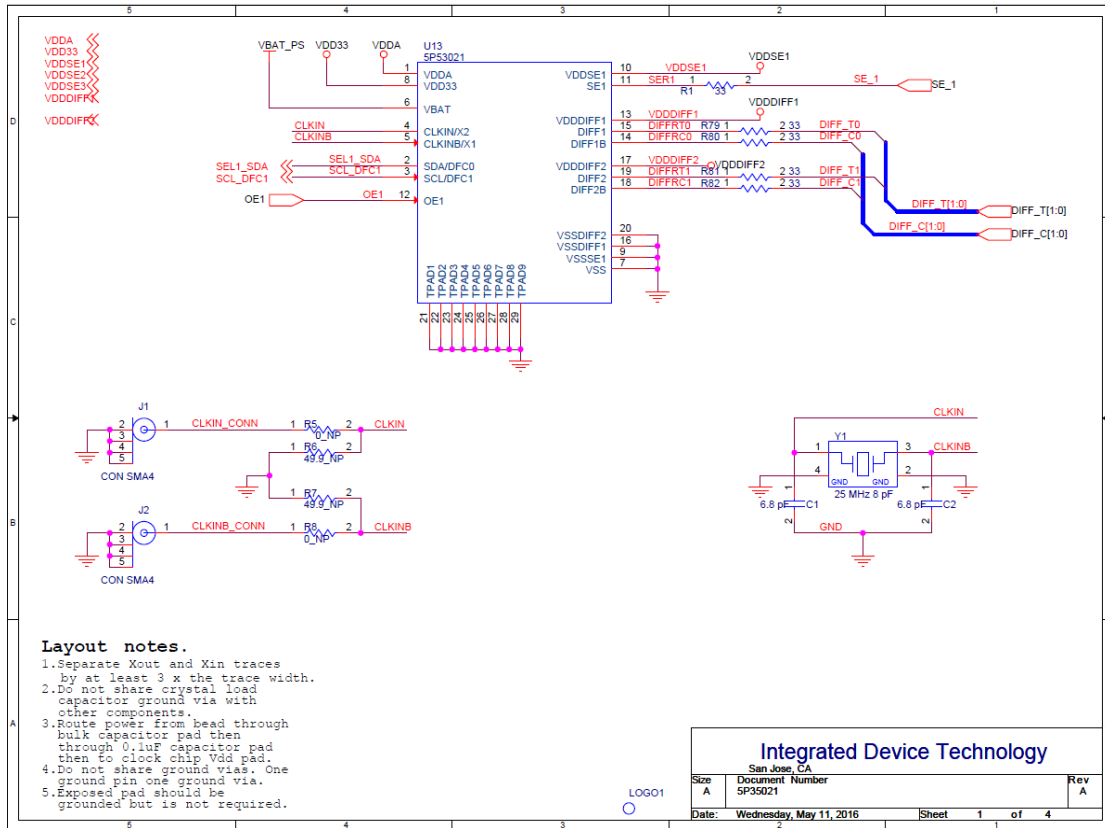 5 4 3 2 1
D
C
B
A
VDDA
VDD33
VDDSE1
VDDSE2
VDDSE3
VDDIFF1
VDDDIFF2
VBAT_PS VDD33 VDDA
U13
5P53021
1 VDDA
8 VDD33
6 VBAT
CLKIN 4 CLKIN/X2
CLKINB 5 CLKINB/X1
SEL1_SDA SEL1_SDA 2 SDA/DFC0
SCL_DFC1 SCL_DFC1 3 SCL/DFC1
OE1 OE1 12 OE1
VDDSE1 10 VDDSE1 VDDSE1
SE1 11 SER1 1 R1 33 2 SE_1 SE_1
VDDDIFF1
VDDDIFF1 13 VDDDIFF1
DIFF1 15 DIFFRT0 R79 1 2 33 DIFF_T0
DIFF1B 14 DIFFRC0 R80 1 2 33 DIFF_C0
VDDDIFF2 17 VDDDIFF2 VDDDIFF2
DIFF2 19 DIFFRT1 R81 1 2 33 DIFF_T1
DIFF2B 18 DIFFRC1 R82 1 2 33 DIFF_C1
DIFF_T[1:0] DIFF_T[1:0]
DIFF_C[1:0] DIFF_C[1:0]
VSSDIFF2 20
VSSDIFF1 16
VSSSE1 9
VSS 7
TPAD1 TPAD2 TPAD3 TPAD4 TPAD5 TPAD6 TPAD7 TPAD8 TPAD9
21 22 23 24 25 26 27 28 29
J1
2 3 4 5 1 CLKIN_CONN 1 R5 2 CLKIN
0_NP
CON SMA4
1 R6 2
49.9_NP
1 R7 2
49.9_NP
J2
2 3 4 5 1 CLKINB_CONN 1 R8 2 CLKINB
0_NP
CON SMA4
CLKIN
Y1
1 3 CLKINB
4 GND GND 2
25 MHz 8 pF
1 6.8 pF C1 2
1 6.8 pF C2 2
GND
Layout notes.
1.Separate Xout and Xin traces
by at least 3 x the trace width.
2.Do not share crystal load
capacitor ground via with
other components.
3.Route power from bead through
bulk capacitor pad then
through 0.1uF capacitor pad
then to clock chip Vdd pad.
4.Do not share ground vias. One
ground pin one ground via.
5.Exposed pad should be
grounded but is not required.
LOGO1
Integrated Device Technology
San Jose, CA
Size Document Number Rev
A 5P35021 A
Date: Wednesday, May 11, 2016 Sheet 1 of 4
5 4 3 2 1